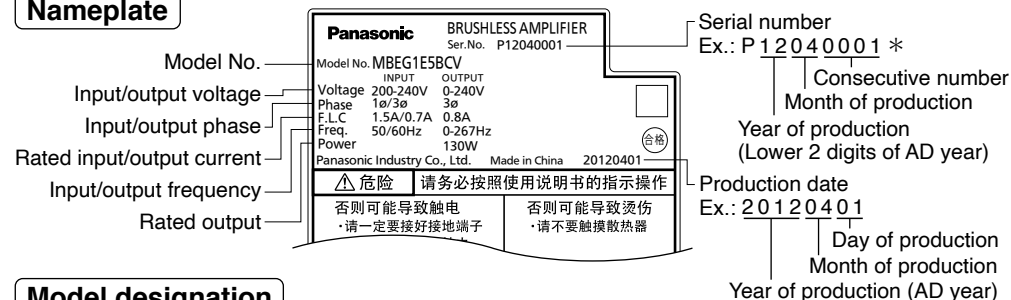 Nameplate
Model No.
Input/output voltage
Input/output phase
Rated input/output current
Input/output frequency
Rated output
Panasonic BRUSHLESS AMPLIFIER
Ser.No. P12040001
Model No. MBEG1E5BCV
INPUT OUTPUT
Voltage 200-240V 0-240V
Phase 1ø/3ø 3ø
F.L.C 1.5A/0.7A 0.8A
Freq. 50/60Hz 0-267Hz
Power 130W
合格
Panasonic Industry Co., Ltd. Made in China 20120401
危险 请务必按照使用说明书的指示操作
否则可能导致触电
·请一定要接好接地端子
否则可能导致烫伤
·请不要触摸散热器
Serial number
Ex.: P12040001 *
Consecutive number
Month of production
Year of production
(Lower 2 digits of AD year)
Production date
Ex.: 20120401
Day of production
Month of production
Year of production (AD year)
Model designation